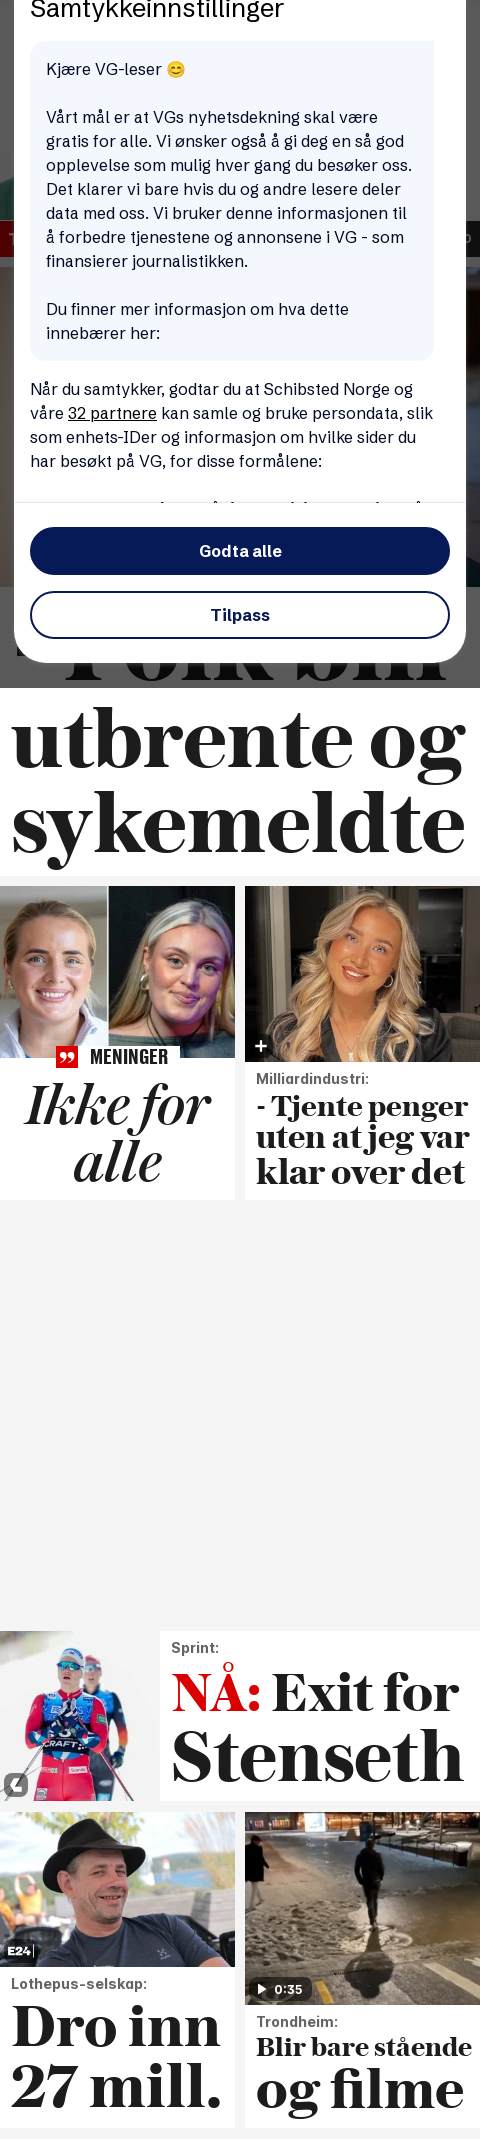 Samtykkeinnstillinger
Kjære VG-leser 😊
Vårt mål er at VGs nyhetsdekning skal være
gratis for alle. Vi ønsker også å gi deg en så god
opplevelse som mulig hver gang du besøker oss.
Det klarer vi bare hvis du og andre lesere deler
data med oss. Vi bruker denne informasjonen til
å forbedre tjenestene og annonsene i VG - som
finansierer journalistikken.
Du finner mer informasjon om hva dette
innebærer her:
Når du samtykker, godtar du at Schibsted Norge og
våre 32 partnere kan samle og bruke persondata, slik
som enhets-IDer og informasjon om hvilke sider du
har besøkt på VG, for disse formålene:
Godta alle
Tilpass
utbrente og
sykemeldte
MENINGER
Ikke for
alle
Milliardindustri:
- Tjente penger
uten at jeg var
klar over det
Sprint:
NÅ: Exit for
Stenseth
CRAFT
E24
Lothepus-selskap:
Dro inn
27 mill.
0:35
Trondheim:
Blir bare stående
og filme